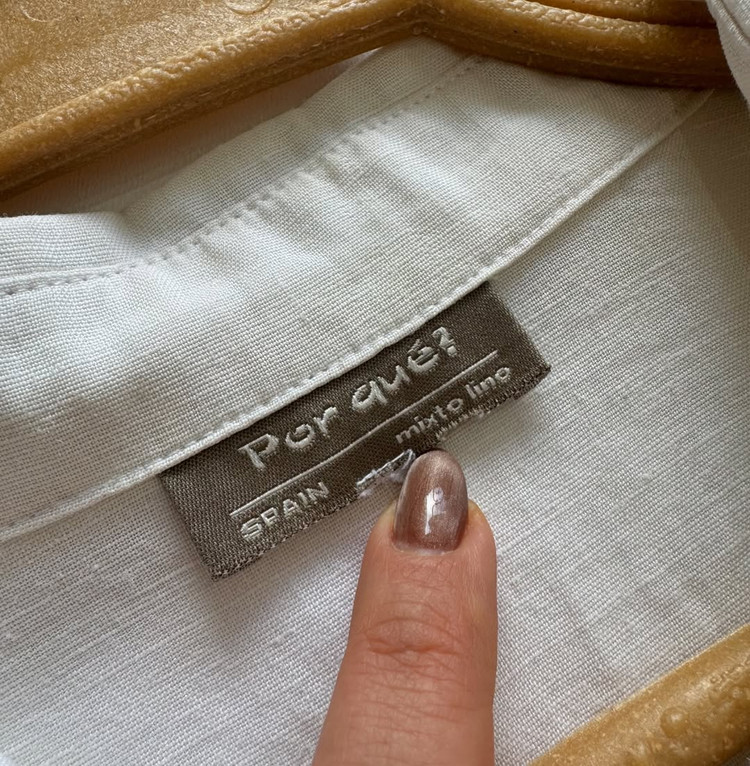 Por qué?
mixto lino
SPAIN